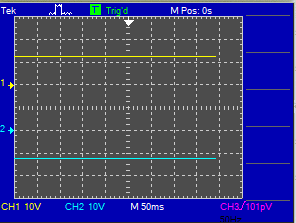 Tek T Trig'd M Pos: 0s
1
2
CH1 10V CH2 10V M 50ms CH3/101pV